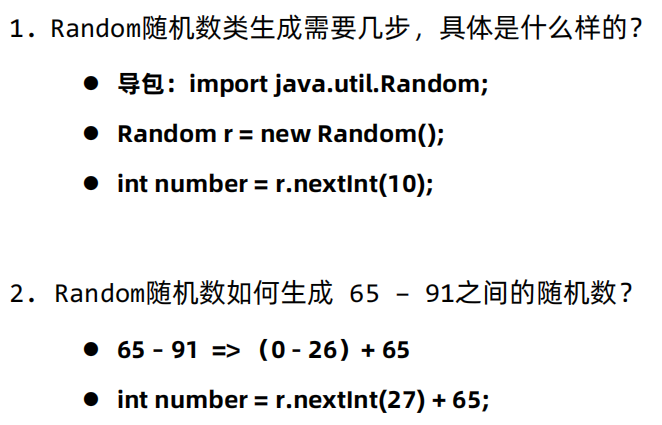 1. Random随机数类生成需要几步，具体是什么样的？
● 导包：import java.util.Random;
● Random r = new Random();
● int number = r.nextInt(10);
2. Random随机数如何生成 65 – 91之间的随机数？
● 65 – 91 => （0 - 26）+ 65
● int number = r.nextInt(27) + 65;